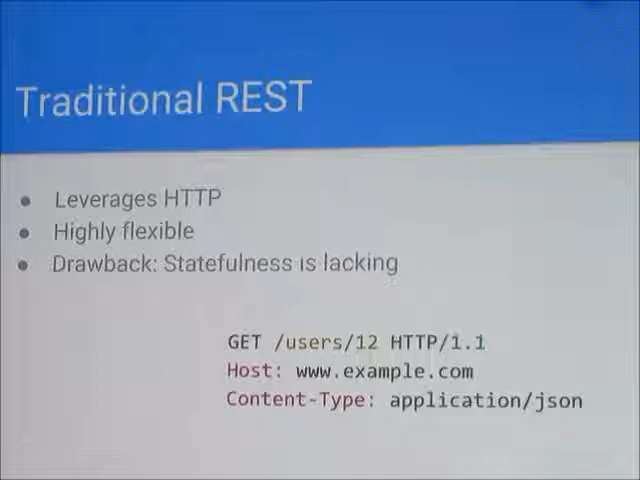 Traditional REST
● Leverages HTTP
● Highly flexible
● Drawback: Statefulness is lacking
GET /users/12 HTTP/1.1
Host: www.example.com
Content-Type: application/json